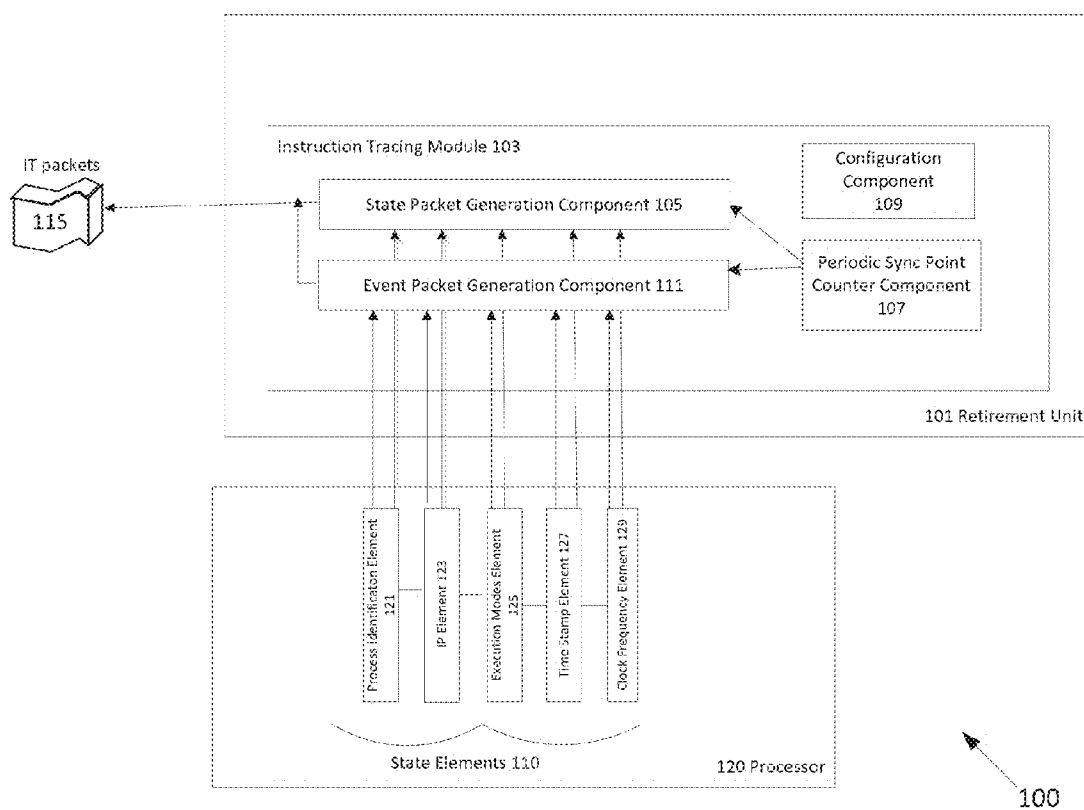 IT packets
115
Instruction Tracing Module 103
State Packet Generation Component 105
Event Packet Generation Component 111
Configuration
Component
109
Periodic Sync Point
Counter Component
107
101 Retirement Unit
Process Identification Element
121
IP Element 123
Execution Modes Element
125
Time Stamp Element 127
Clock Frequency Element 129
State Elements 110
120 Processor
100